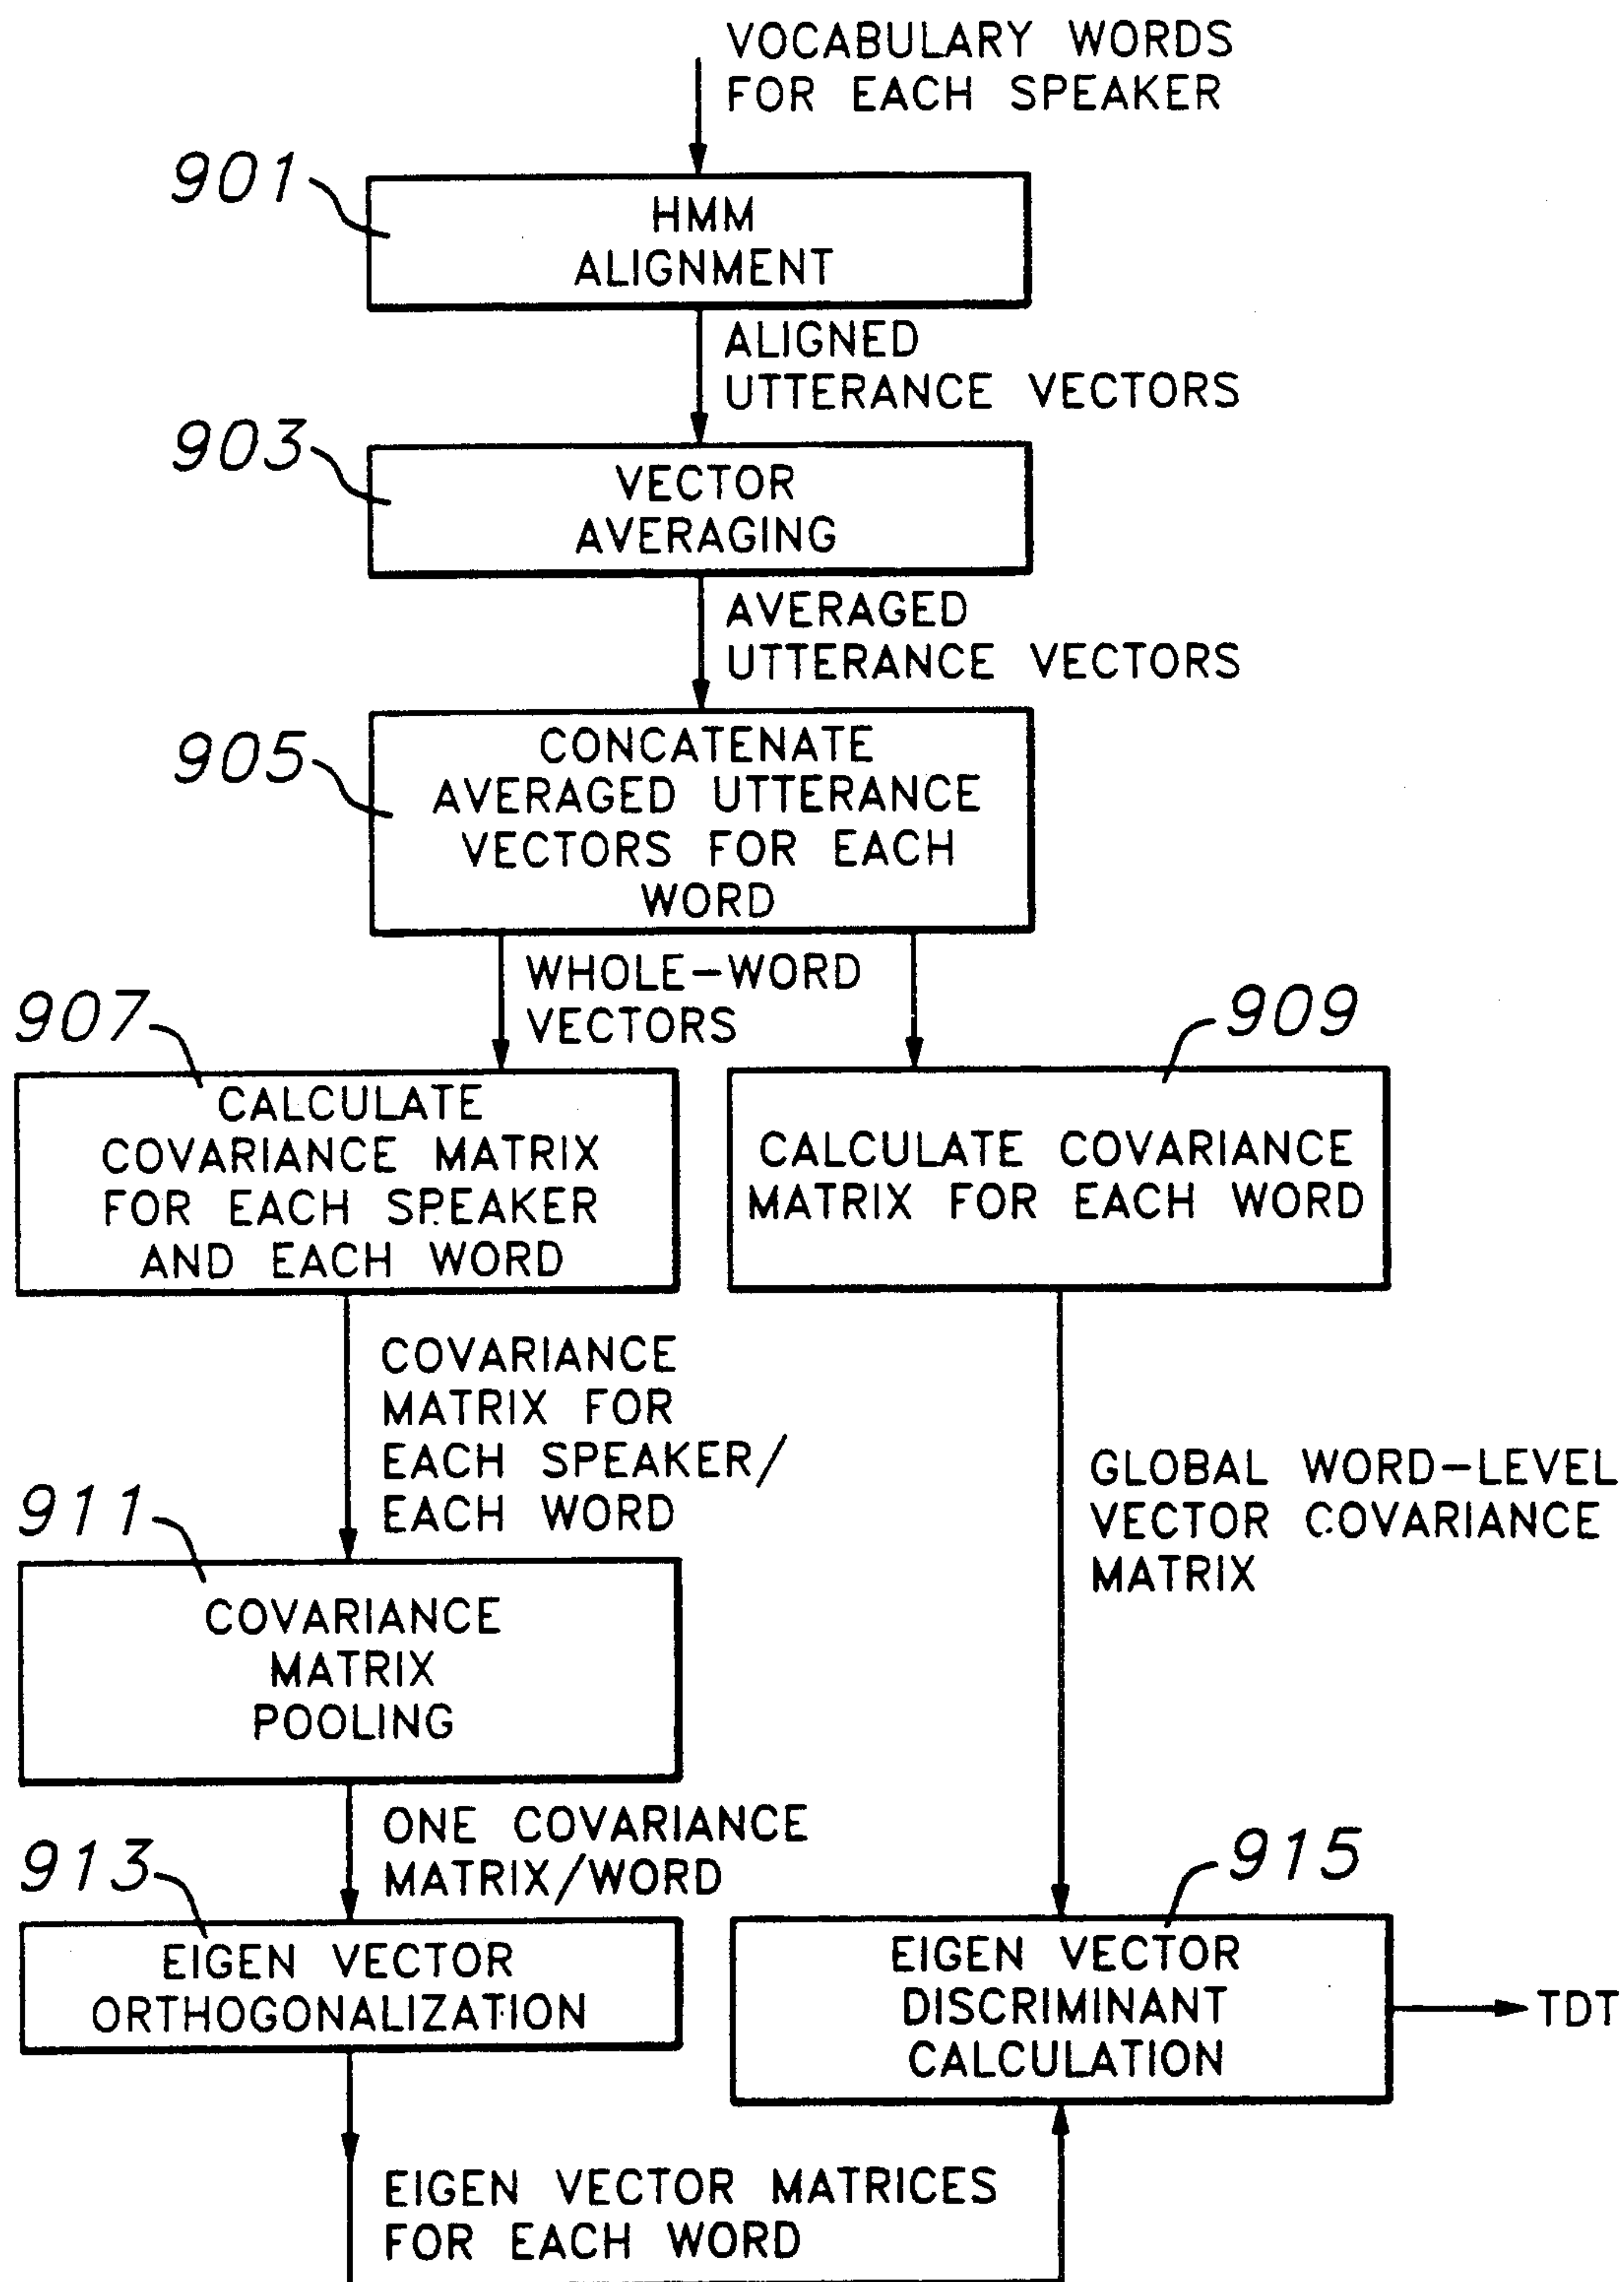 VOCABULARY WORDS
FOR EACH SPEAKER
901
HMM
ALIGNMENT
ALIGNED
UTTERANCE VECTORS
903
VECTOR
AVERAGING
AVERAGED
UTTERANCE VECTORS
905
CONCATENATE
AVERAGED UTTERANCE
VECTORS FOR EACH
WORD
WHOLE-WORD
VECTORS
907
CALCULATE
COVARIANCE MATRIX
FOR EACH SPEAKER
AND EACH WORD
909
CALCULATE COVARIANCE
MATRIX FOR EACH WORD
COVARIANCE
MATRIX FOR
EACH SPEAKER/
EACH WORD
GLOBAL WORD-LEVEL
VECTOR COVARIANCE
MATRIX
911
COVARIANCE
MATRIX
POOLING
ONE COVARIANCE
MATRIX/WORD
913
EIGEN VECTOR
ORTHOGONALIZATION
915
EIGEN VECTOR
DISCRIMINANT
CALCULATION
TDT
EIGEN VECTOR MATRICES
FOR EACH WORD